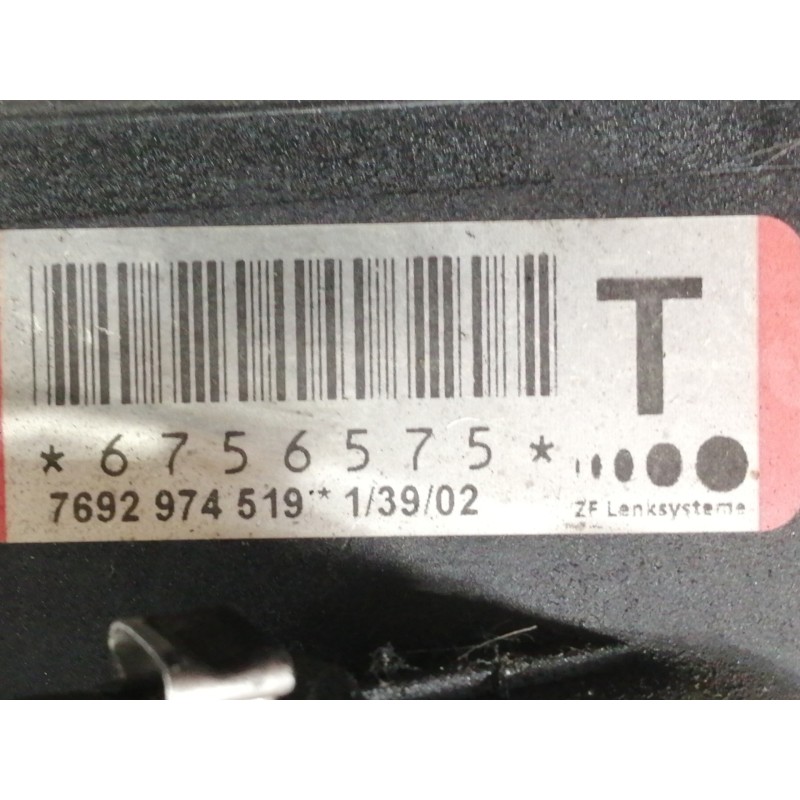 T
*6756575*
7692 974 519** 1/39/02
ZF Lenksysteme